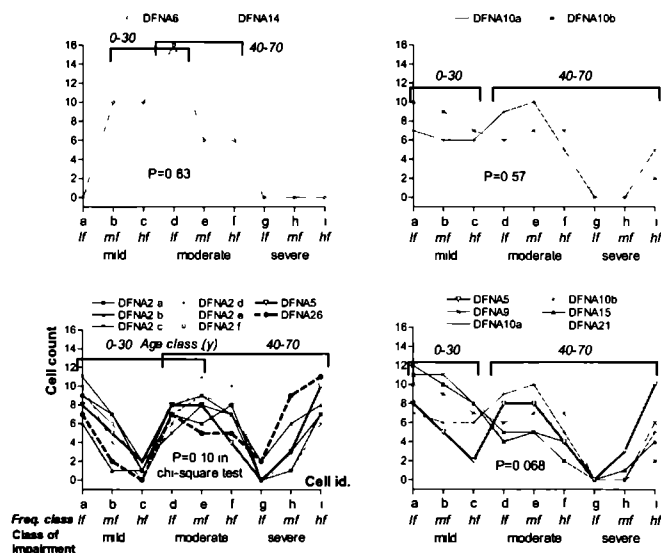 DFNA6 DFNA14
0-30 40-70
16
14
12
10
8
6
4
2
0
P=0 63
a b c d e f g h ı
lf mf hf lf mf hf lf mf hf
mild moderate severe
DFNA10a DFNA10b
0-30 40-70
16
14
12
10
8
6
4
2
0
P=0 57
a b c d e f g h ı
lf mf hf lf mf hf lf mf hf
mild moderate severe
DFNA2 a DFNA2 d DFNA5
DFNA2 b DFNA2 e DFNA26
DFNA2 c DFNA2 f
0-30 Age class (y) 40-70
Cell count
16
14
12
10
8
6
4
2
0
P=0 10 in
chi-square test
Cell id.
a b c d e f g h ı
Freq. class lf mf hf lf mf hf lf mf hf
Class of
impairment mild moderate severe
DFNA5 DFNA10b
DFNA9 DFNA15
DFNA10a DFNA21
0-30 40-70
16
14
12
10
8
6
4
2
0
P=0 068
a b c d e f g h ı
lf mf hf lf mf hf lf mf hf
mild moderate severe